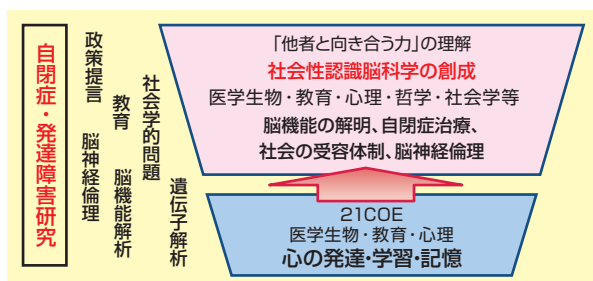 自閉症・発達障害研究
政策提言
脳神経倫理
教育
脳機能解析
社会学的問題
遺伝子解析
「他者と向き合う力」の理解
社会性認識脳科学の創成
医学生物・教育・心理・哲学・社会学等
脳機能の解明、自閉症治療、
社会の受容体制、脳神経倫理
21COE
医学生物・教育・心理
心の発達・学習・記憶